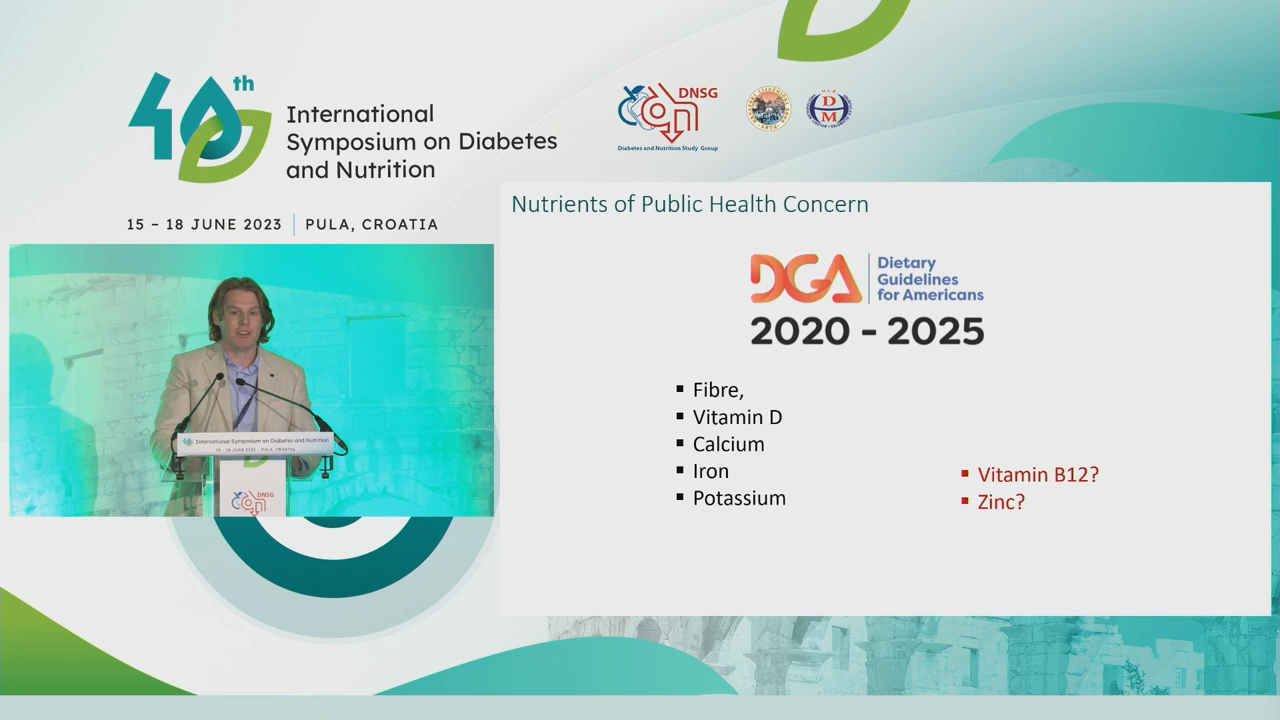 40th
International
Symposium on Diabetes
and Nutrition
15 – 18 JUNE 2023 | PULA, CROATIA
DNSG
Diabetes and Nutrition Study Group
DM
Nutrients of Public Health Concern
DGA
Dietary
Guidelines
for Americans
2020 - 2025
▪ Fibre,
▪ Vitamin D
▪ Calcium
▪ Iron
▪ Potassium
▪ Vitamin B12?
▪ Zinc?
International Symposium on Diabetes and Nutrition
15 - 18 JUNE 2023 | PULA, CROATIA
DNSG